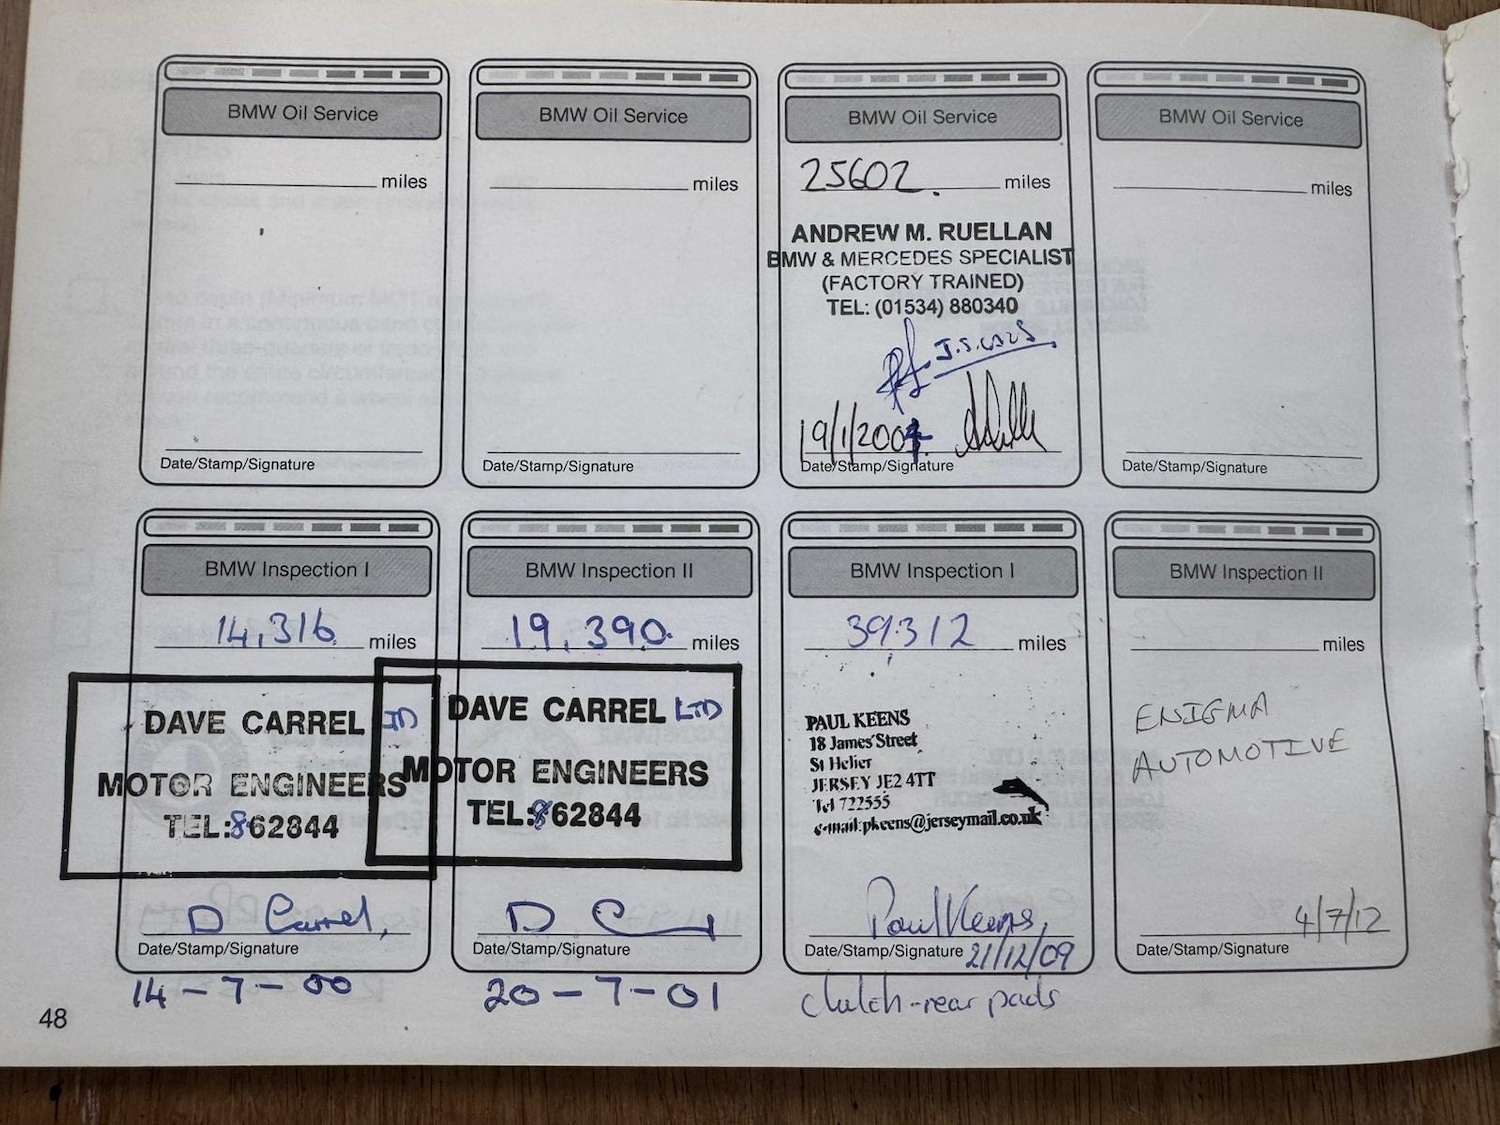 BMW Oil Service
miles
Date/Stamp/Signature
BMW Oil Service
miles
Date/Stamp/Signature
BMW Oil Service
25602. miles
ANDREW M. RUELLAN
BMW & MERCEDES SPECIALIST
(FACTORY TRAINED)
TEL: (01534) 880340
19/1/2004.
Date/Stamp/Signature
BMW Oil Service
miles
Date/Stamp/Signature
BMW Inspection I
14,316. miles
DAVE CARREL
MOTOR ENGINEERS
TEL:862844
D Carrel,
Date/Stamp/Signature
14-7-00
BMW Inspection II
19,390. miles
DAVE CARREL LTD
MOTOR ENGINEERS
TEL:862844
D C
Date/Stamp/Signature
20-7-01
BMW Inspection I
39312 miles
PAUL KEENS
18 James Street
St Helier
JERSEY JE2 4TT
Tel 722555
e-mail:pkeens@jerseymail.co.uk
Paul Keens,
Date/Stamp/Signature 21/12/09
clutch-rear pads
BMW Inspection II
miles
ENIGMA
AUTOMOTIVE
4/7/12
Date/Stamp/Signature
48